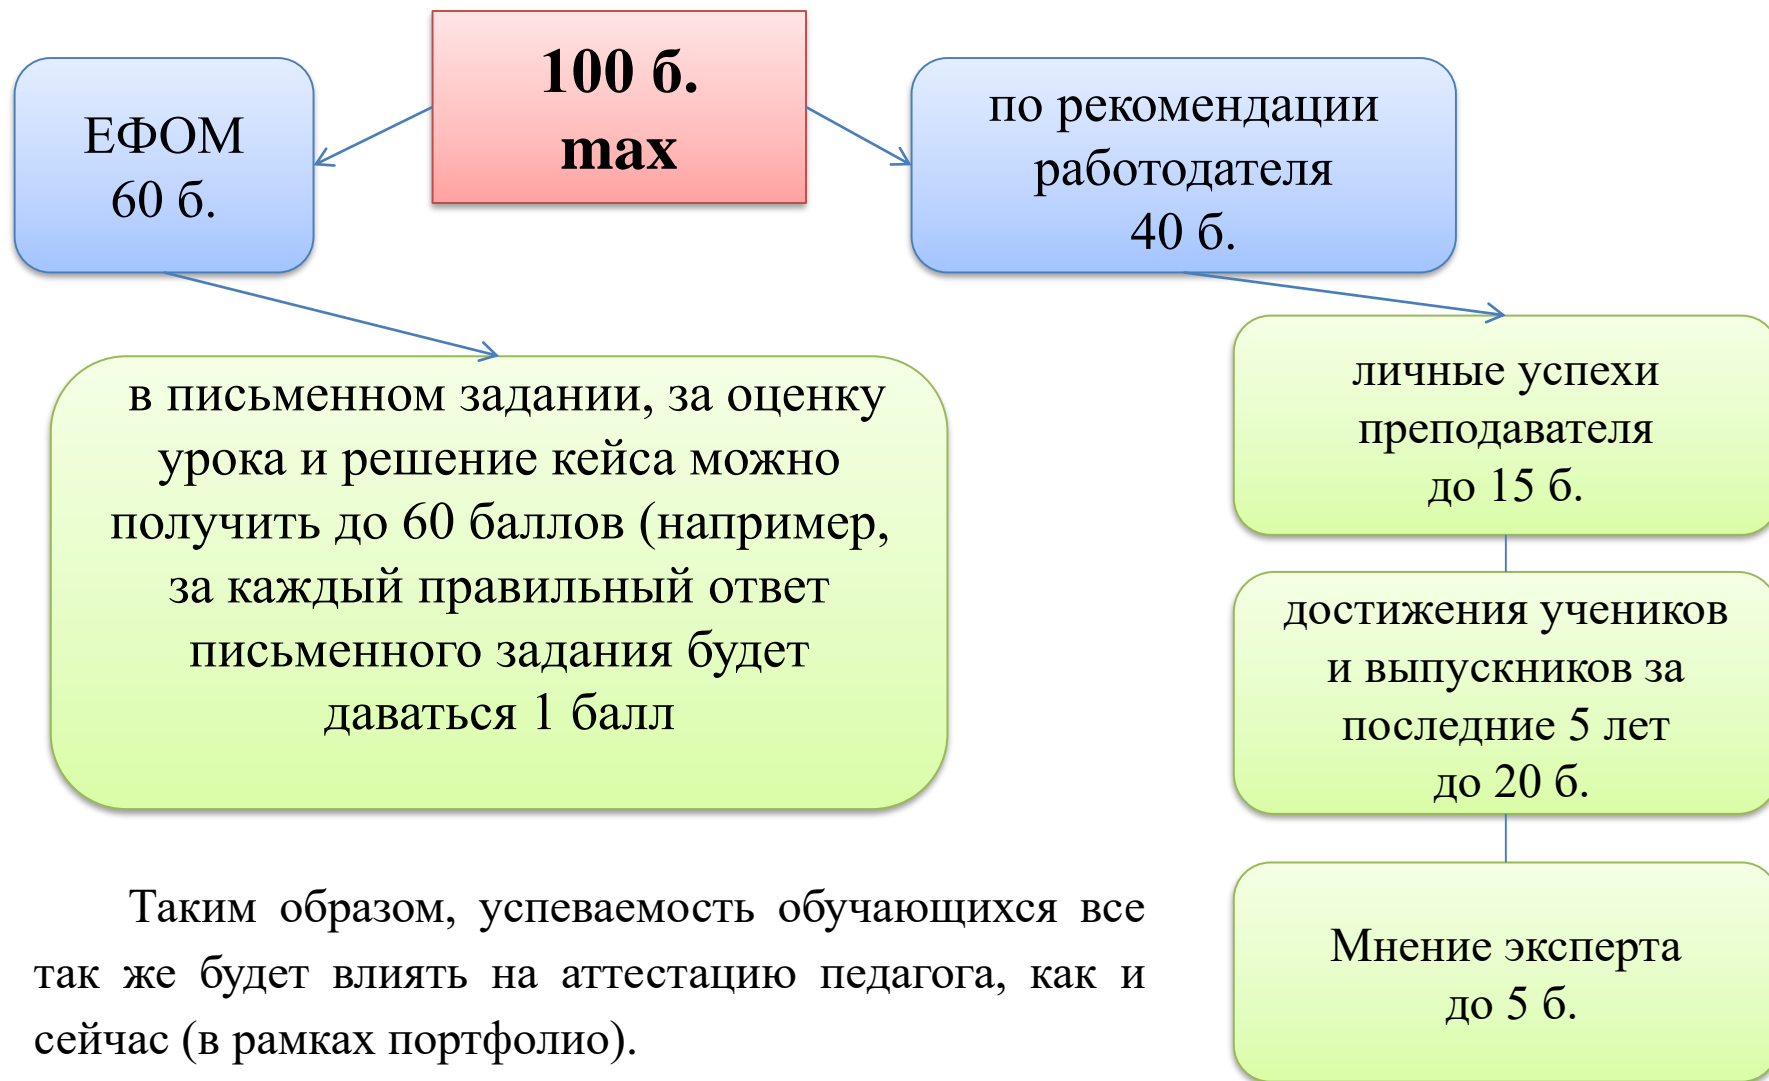 100 б.
max
ЕФОМ
60 б.
по рекомендации
работодателя
40 б.
в письменном задании, за оценку
урока и решение кейса можно
получить до 60 баллов (например,
за каждый правильный ответ
письменного задания будет
даваться 1 балл
личные успехи
преподавателя
до 15 б.
достижения учеников
и выпускников за
последние 5 лет
до 20 б.
Мнение эксперта
до 5 б.
Таким образом, успеваемость обучающихся все
так же будет влиять на аттестацию педагога, как и
сейчас (в рамках портфолио).